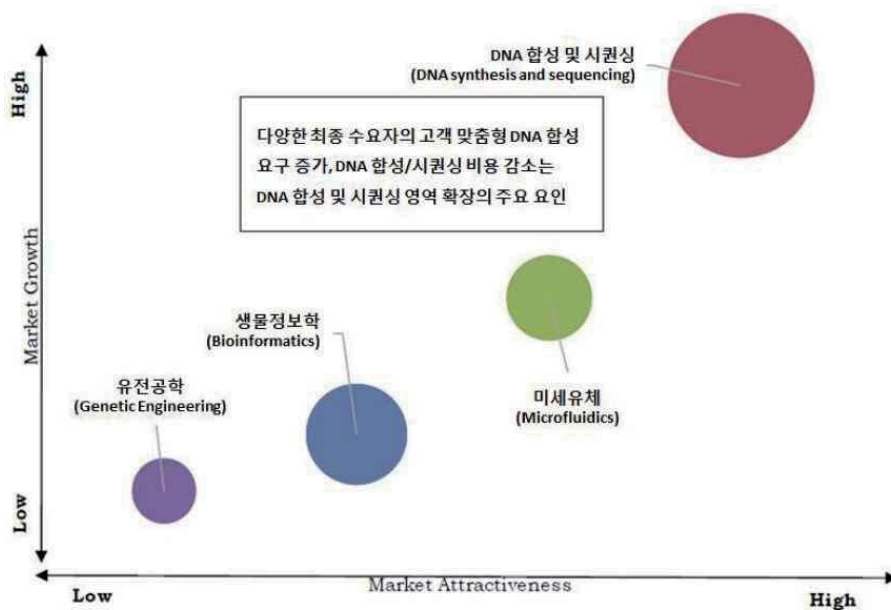 High
DNA 합성 및 시퀀싱
(DNA synthesis and sequencing)
다양한 최종 수요자의 고객 맞춤형 DNA 합성
요구 증가, DNA 합성/시퀀싱 비용 감소는
DNA 합성 및 시퀀싱 영역 확장의 주요 요인
Market Growth
생물정보학
(Bioinformatics)
유전공학
(Genetic Engineering)
미세유체
(Microfluidics)
Low
Low
Market Attractiveness
High